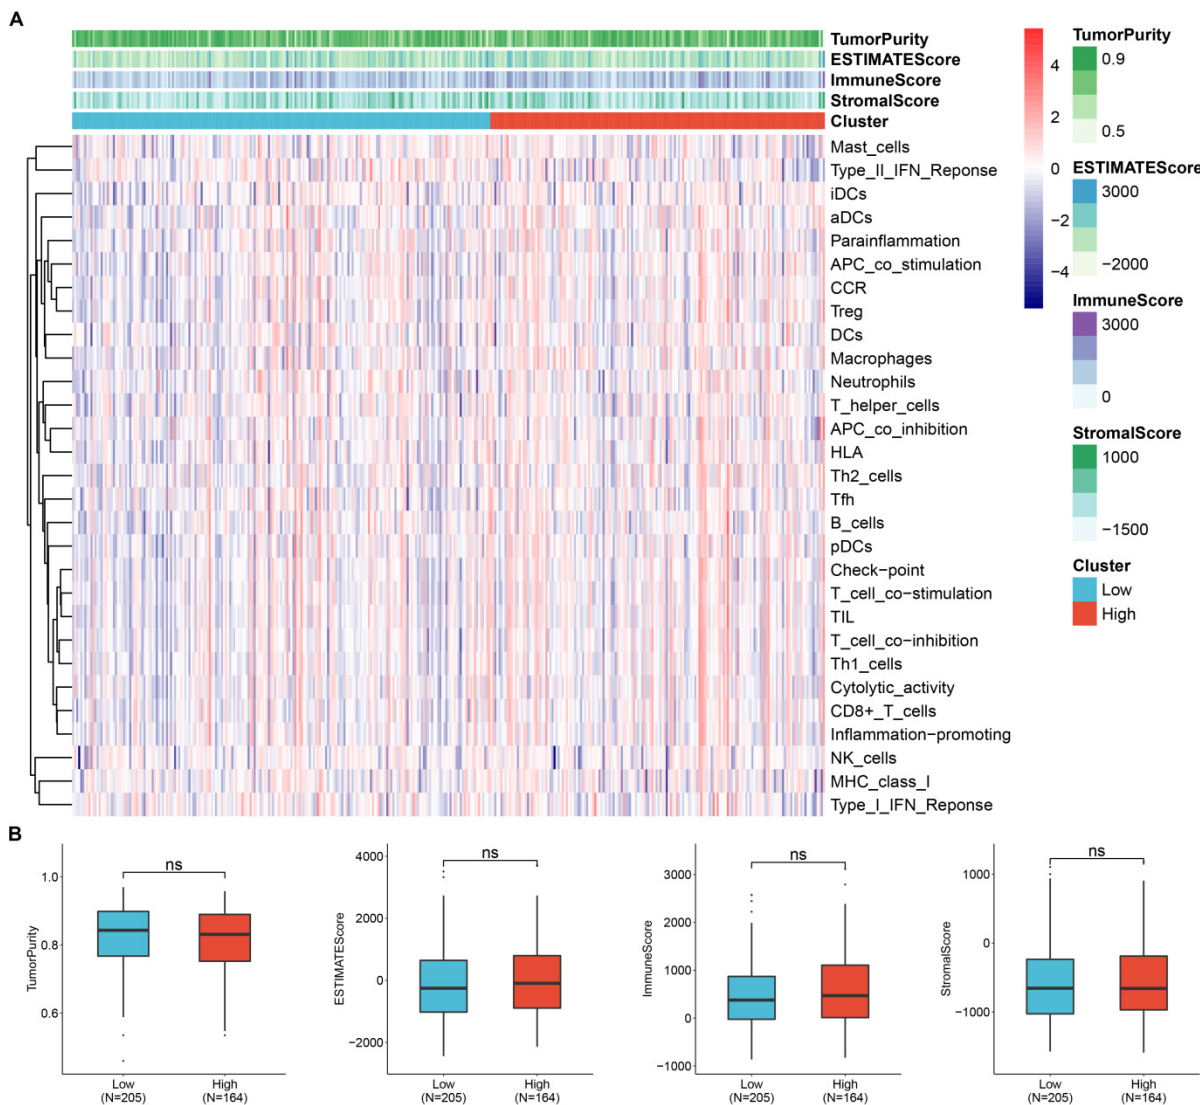 A
TumorPurity
ESTIMATEScore
ImmuneScore
StromalScore
Cluster
Mast_cells
Type_II_IFN_Reponse
iDCs
aDCs
Parainflammation
APC_co_stimulation
CCR
Treg
DCs
Macrophages
Neutrophils
T_helper_cells
APC_co_inhibition
HLA
Th2_cells
Tfh
B_cells
pDCs
Check−point
T_cell_co−stimulation
TIL
T_cell_co−inhibition
Th1_cells
Cytolytic_activity
CD8+_T_cells
Inflammation−promoting
NK_cells
MHC_class_I
Type_I_IFN_Reponse
4
2
0
−2
−4
TumorPurity
0.9
0.5
ESTIMATEScore
3000
−2000
ImmuneScore
3000
0
StromalScore
1000
−1500
Cluster
Low
High
B
TumorPurity
1.0
0.8
0.6
ns
Low
(N=205)
High
(N=164)
ESTIMATEScore
4000
2000
0
−2000
ns
Low
(N=205)
High
(N=164)
ImmuneScore
3000
2000
1000
0
−1000
ns
Low
(N=205)
High
(N=164)
StromalScore
1000
0
−1000
ns
Low
(N=205)
High
(N=164)